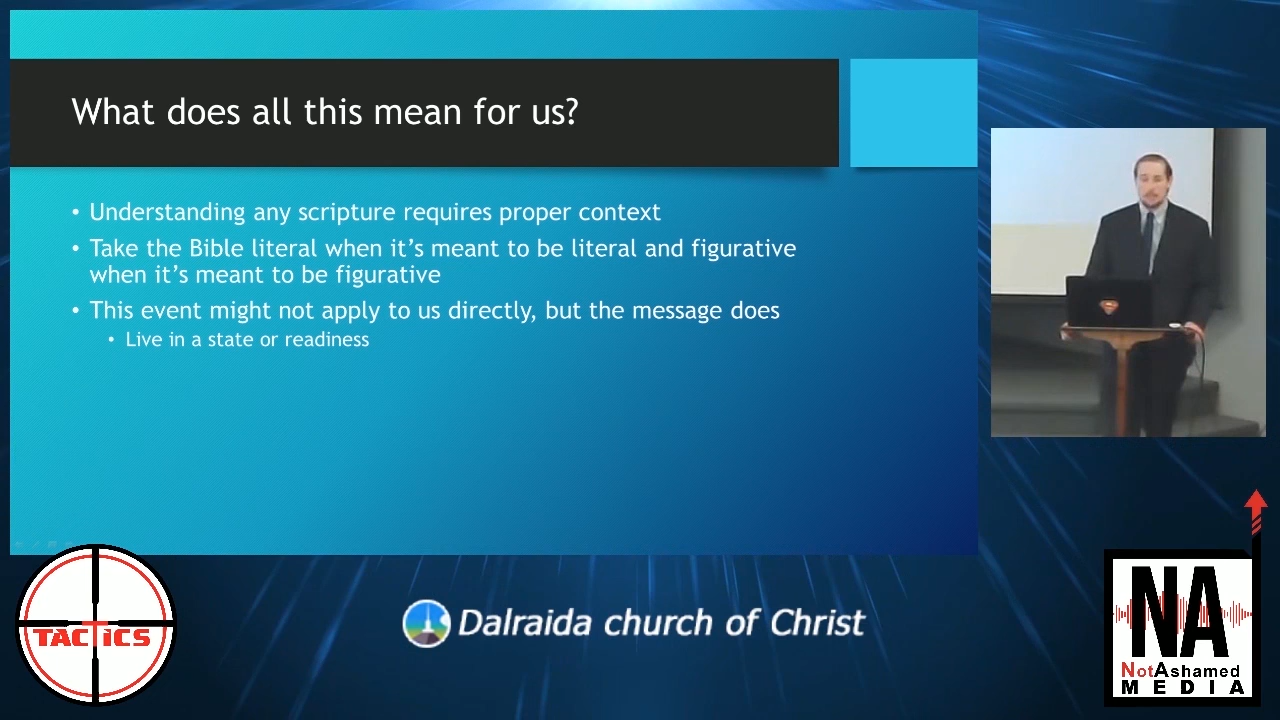 What does all this mean for us?
• Understanding any scripture requires proper context
• Take the Bible literal when it’s meant to be literal and figurative
when it’s meant to be figurative
• This event might not apply to us directly, but the message does
• Live in a state or readiness
TACTICS
Dalraida church of Christ
NA
NotAshamed
MEDIA